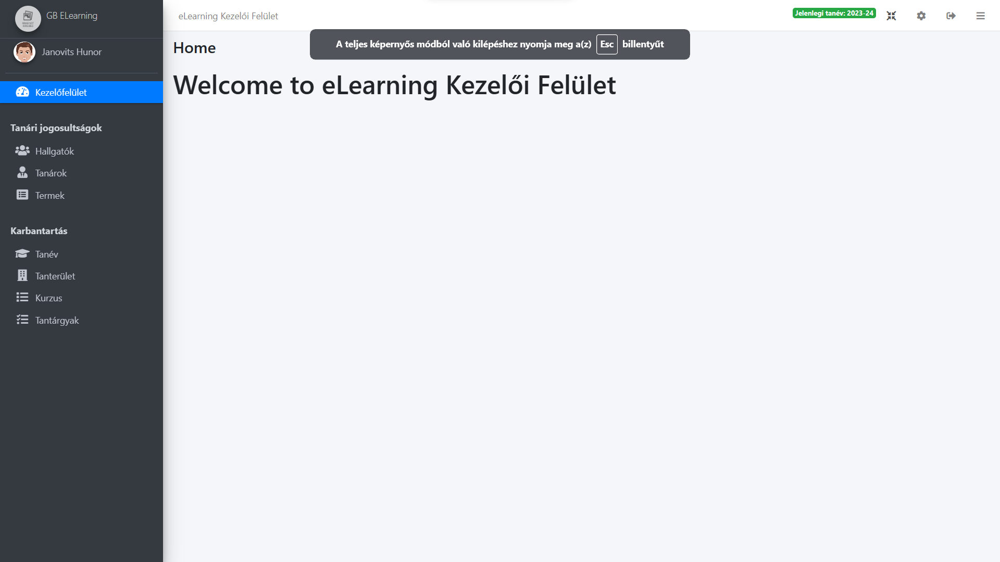 GB ELearning
eLearning Kezelői Felület
Jelenlegi tanév: 2023-24
A teljes képernyős módból való kilépéshez nyomja meg a(z) Esc billentyűt
Janovits Hunor
Home
Welcome to eLearning Kezelői Felület
Kezelőfelület
Tanári jogosultságok
Hallgatók
Tanárok
Termek
Karbantartás
Tanév
Tanterület
Kurzus
Tantárgyak